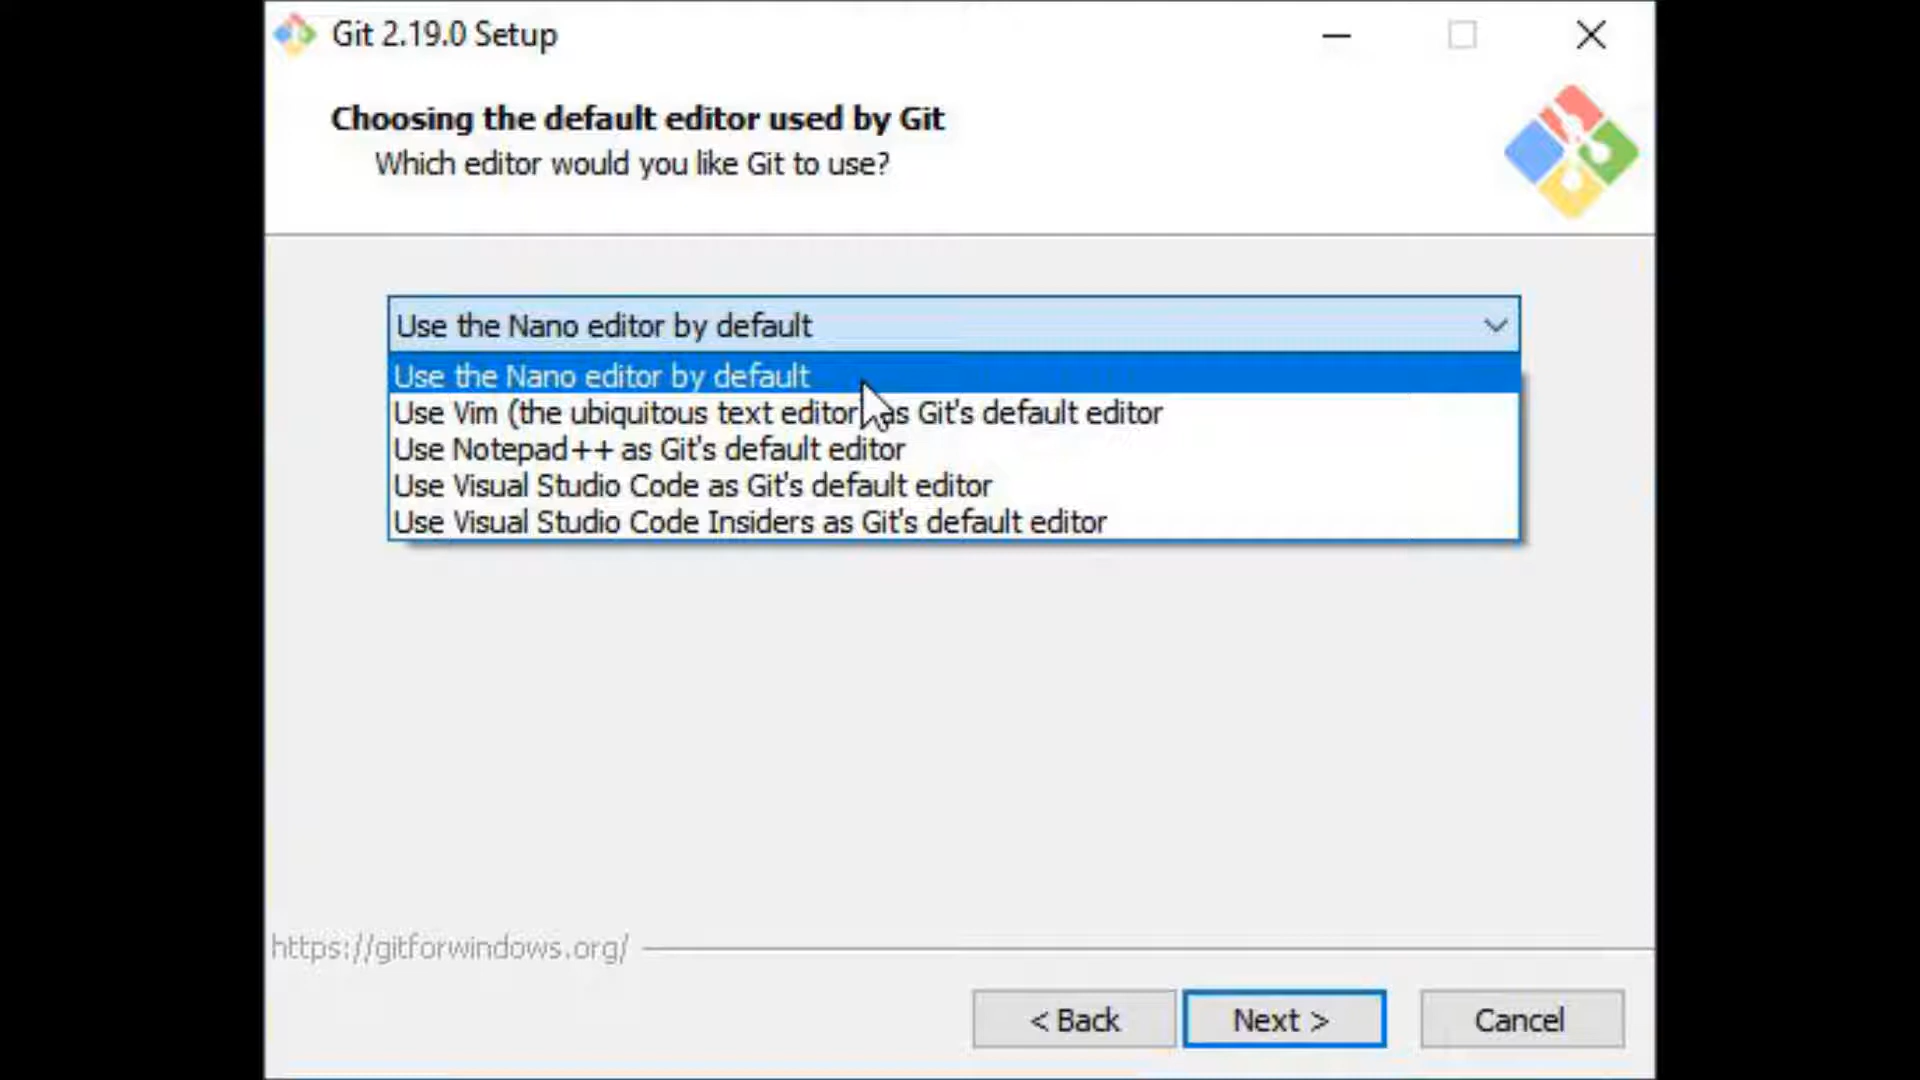 Git 2.19.0 Setup
Choosing the default editor used by Git
Which editor would you like Git to use?
Use the Nano editor by default
Use the Nano editor by default
Use Vim (the ubiquitous text editor as Git's default editor
Use Notepad++ as Git's default editor
Use Visual Studio Code as Git's default editor
Use Visual Studio Code Insiders as Git's default editor
https://gitforwindows.org/
< Back
Next >
Cancel